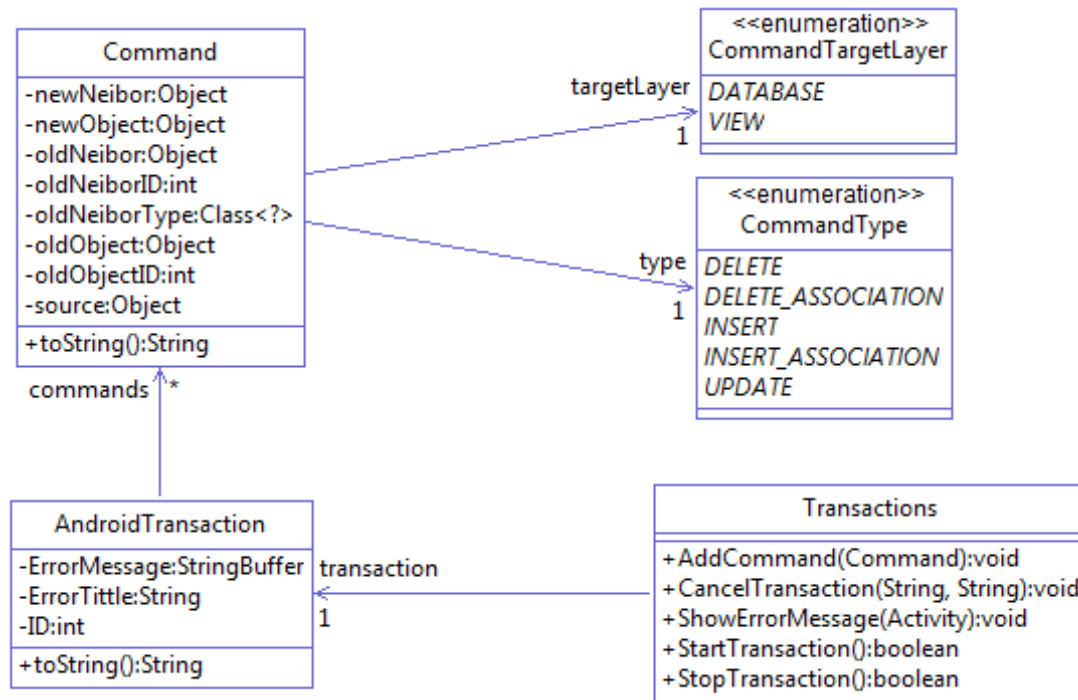 Command
-newNeibor:Object
-newObject:Object
-oldNeibor:Object
-oldNeiborID:int
-oldNeiborType:Class<?>
-oldObject:Object
-oldObjectID:int
-source:Object
+toString():String
<<enumeration>>
CommandTargetLayer
DATABASE
VIEW
targetLayer
1
<<enumeration>>
CommandType
DELETE
DELETE_ASSOCIATION
INSERT
INSERT_ASSOCIATION
UPDATE
type
1
commands *
AndroidTransaction
-ErrorMessage:StringBuffer
-ErrorTittle:String
-ID:int
+toString():String
transaction
1
Transactions
+AddCommand(Command):void
+CancelTransaction(String, String):void
+ShowErrorMessage(Activity):void
+StartTransaction():boolean
+StopTransaction():boolean